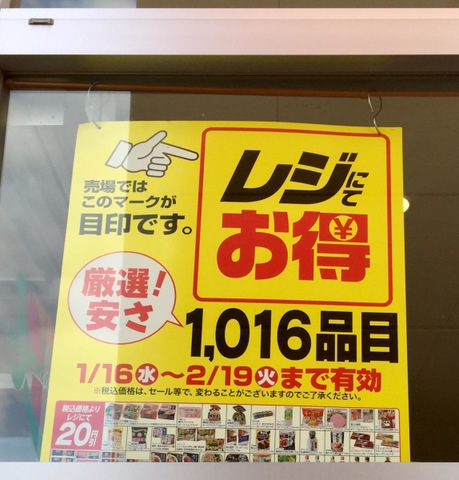 売場では
このマークが
目印です。
レジにて
お得
厳選!
安さ
1,016品目
1/16水~2/19火まで有効
※税込価格は、セール等で、変わることがございますのでご了承ください。
税込価格より
レジにて
20円引